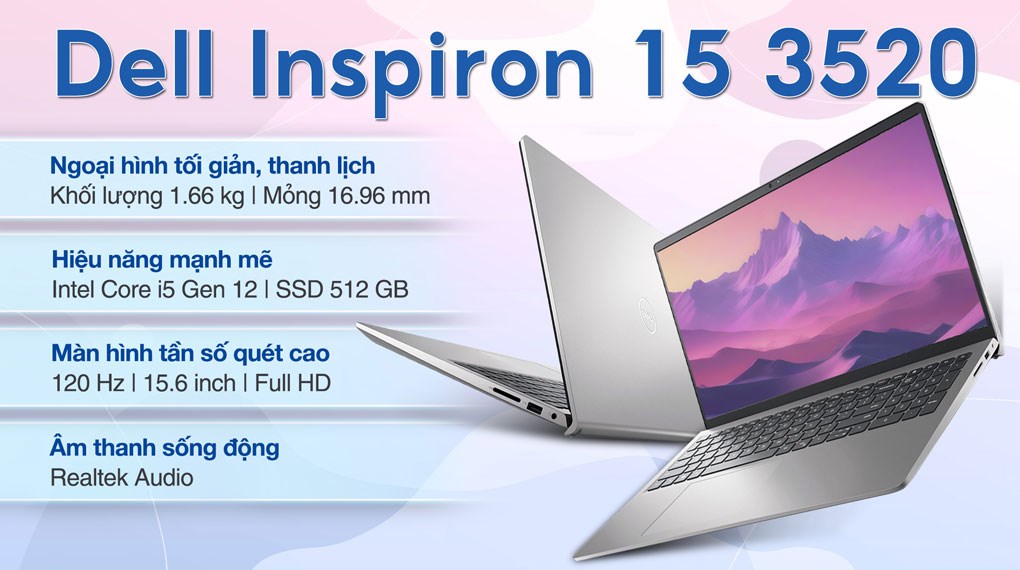 Dell Inspiron 15 3520
Ngoại hình tối giản, thanh lịch
Khối lượng 1.66 kg | Mỏng 16.96 mm
Hiệu năng mạnh mẽ
Intel Core i5 Gen 12 | SSD 512 GB
Màn hình tần số quét cao
120 Hz | 15.6 inch | Full HD
Âm thanh sống động
Realtek Audio